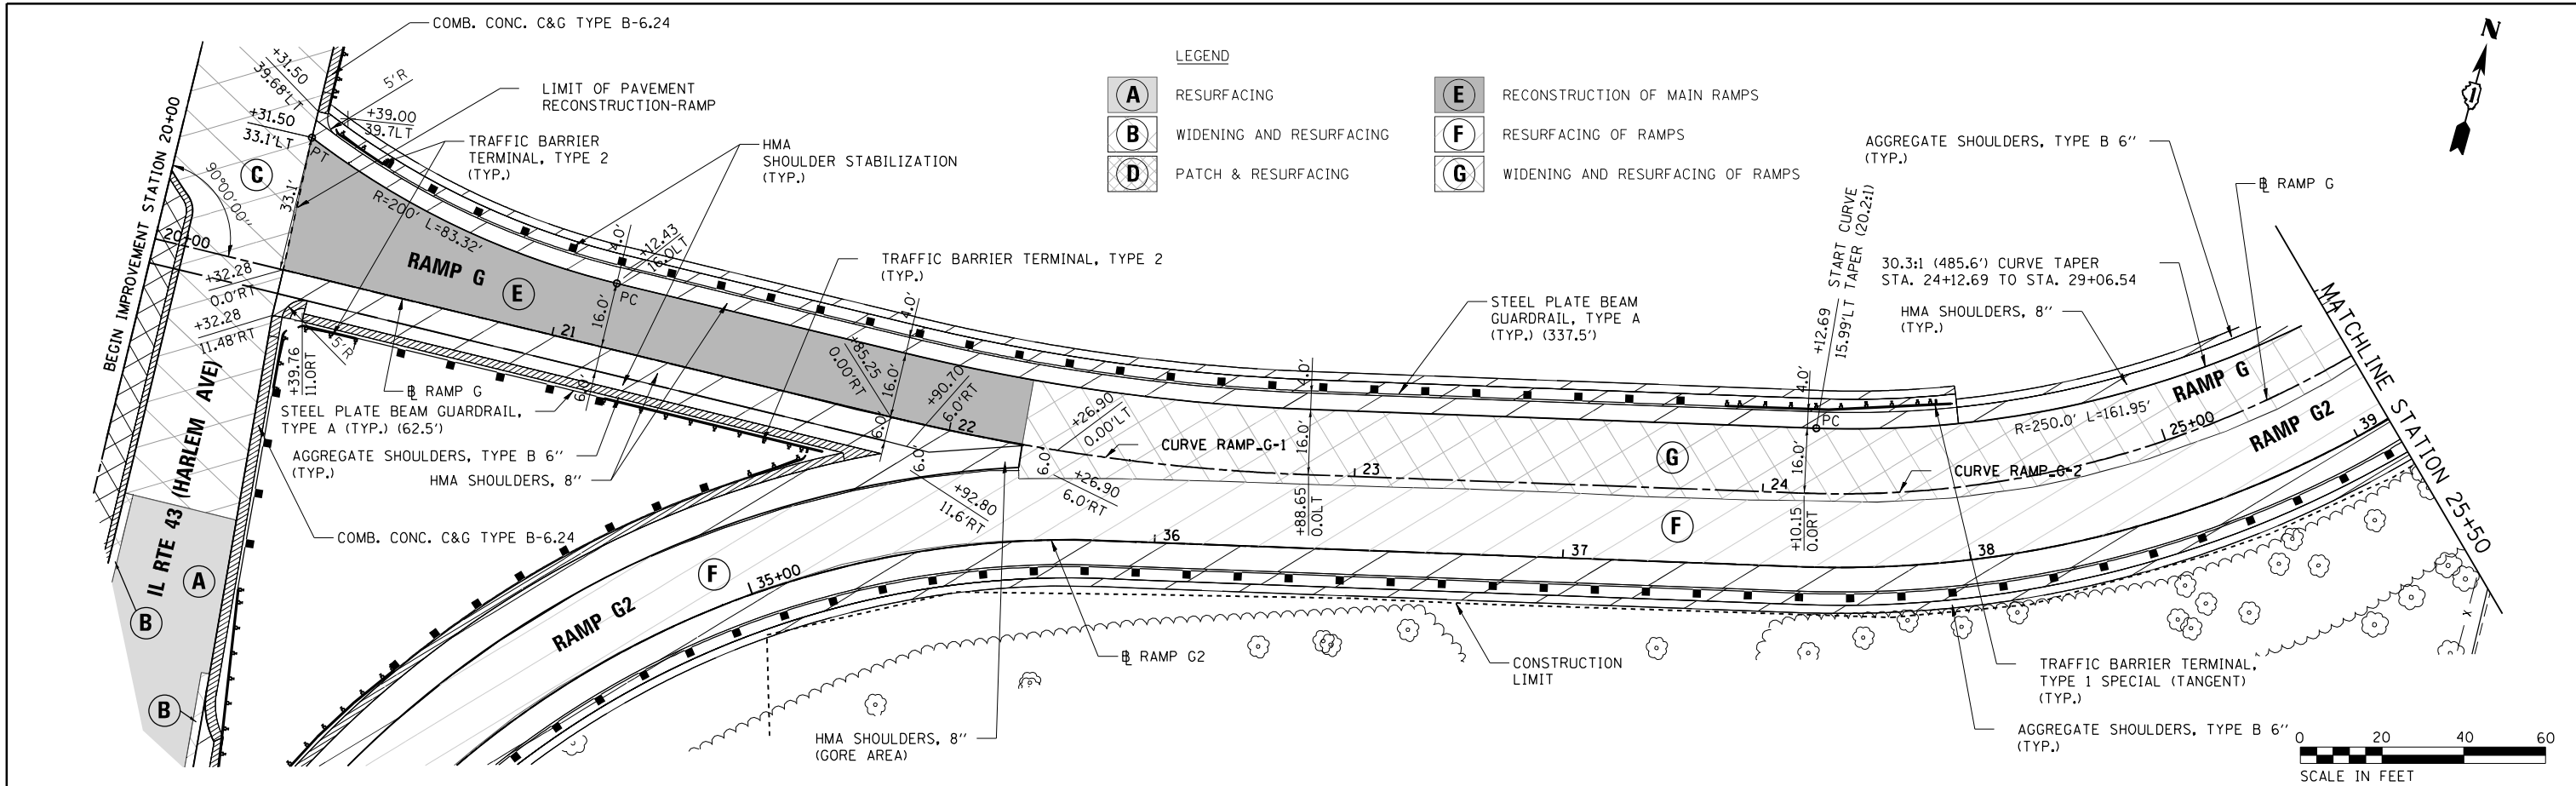 COMB. CONC. C&G TYPE B-6.24
+31.50
39.68'LT
5'R
LIMIT OF PAVEMENT
RECONSTRUCTION-RAMP
+31.50
33.1'LT
+39.00
39.7LT
PT
TRAFFIC BARRIER
TERMINAL, TYPE 2
(TYP.)
HMA
SHOULDER STABILIZATION
(TYP.)
LEGEND
A RESURFACING
B WIDENING AND RESURFACING
D PATCH & RESURFACING
E RECONSTRUCTION OF MAIN RAMPS
F RESURFACING OF RAMPS
G WIDENING AND RESURFACING OF RAMPS
N
1
AGGREGATE SHOULDERS, TYPE B 6''
(TYP.)
℄ RAMP G
BEGIN IMPROVEMENT STATION 20+00
C
90°00'00''
33.1'
R=200' L=83.32'
20+00
+32.28
0.0'RT
+32.28
11.48'RT
RAMP G
E
4.0'
+12.43
16.0LT
PC
16.0'
21
6.0'
TRAFFIC BARRIER TERMINAL, TYPE 2
(TYP.)
4.0'
+85.25
0.00'RT
16.0'
+90.70
6.0'RT
6.0'
22
STEEL PLATE BEAM
GUARDRAIL, TYPE A
(TYP.) (337.5')
+12.69
15.99'LT
START CURVE
TAPER (20.2:1)
30.3:1 (485.6') CURVE TAPER
STA. 24+12.69 TO STA. 29+06.54
HMA SHOULDERS, 8''
(TYP.)
MATCHLINE STATION 25+50
+39.76
11.0RT
5'R
℄ RAMP G
STEEL PLATE BEAM GUARDRAIL,
TYPE A (TYP.) (62.5')
AGGREGATE SHOULDERS, TYPE B 6''
(TYP.)
HMA SHOULDERS, 8''
COMB. CONC. C&G TYPE B-6.24
IL RTE 43 (HARLEM AVE)
A
B
B
6.0'
+92.80
11.6'RT
6.0'
+26.90
0.00'LT
+26.90
6.0'RT
CURVE RAMP_G-1
4.0'
16.0'
+88.65
0.0LT
23
G
4.0'
PC
16.0'
24
+10.15
0.0RT
CURVE RAMP_G-2
R=250.0' L=161.95'
RAMP G
25+00
RAMP G2
39
F
RAMP G2
F
35+00
36
37
38
℄ RAMP G2
CONSTRUCTION
LIMIT
HMA SHOULDERS, 8''
(GORE AREA)
TRAFFIC BARRIER TERMINAL,
TYPE 1 SPECIAL (TANGENT)
(TYP.)
AGGREGATE SHOULDERS, TYPE B 6''
(TYP.)
x
0 20 40 60
SCALE IN FEET